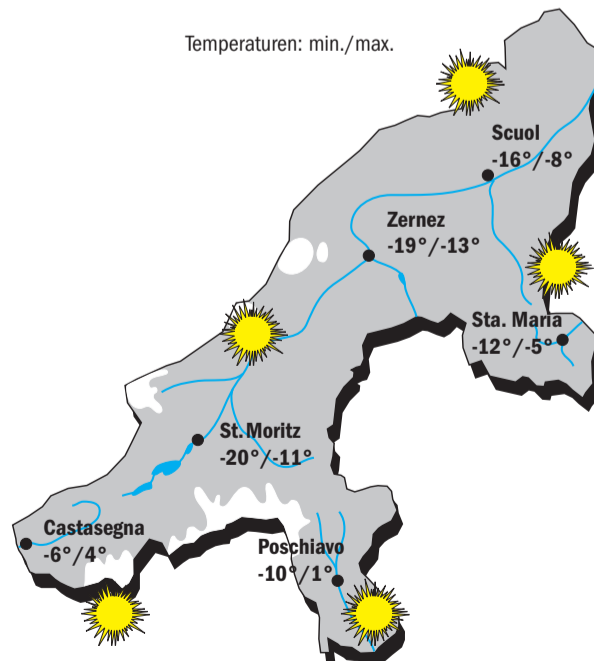 Temperaturen: min./max.
Scuol
-16°/-8°
Zernez
-19°/-13°
Sta. Maria
-12°/-5°
St. Moritz
-20°/-11°
Castasegna
-6°/4°
Poschiavo
-10°/1°